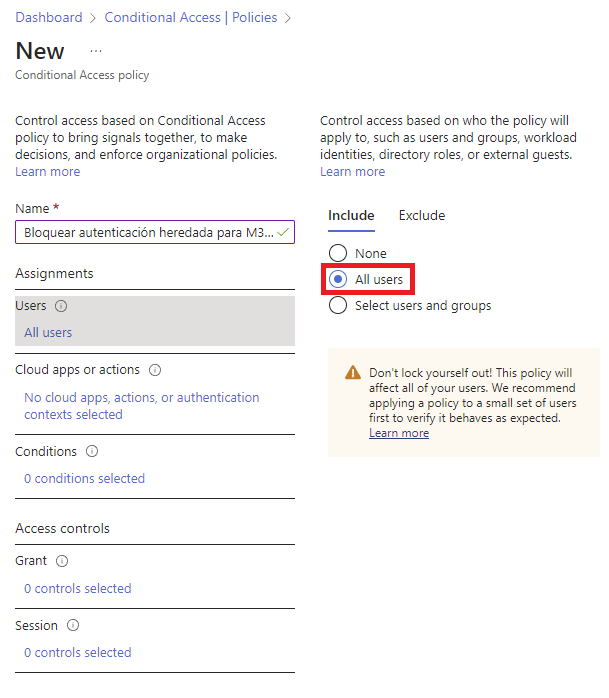 Dashboard > Conditional Access | Policies >
New ...
Conditional Access policy
Control access based on Conditional Access
policy to bring signals together, to make
decisions, and enforce organizational policies.
Learn more
Name *
Bloquear autenticación heredada para M3...
Assignments
Users
All users
Cloud apps or actions
No cloud apps, actions, or authentication
contexts selected
Conditions
0 conditions selected
Access controls
Grant
0 controls selected
Session
0 controls selected
Control access based on who the policy will
apply to, such as users and groups, workload
identities, directory roles, or external guests.
Learn more
Include Exclude
None
All users
Select users and groups
Don't lock yourself out! This policy will
affect all of your users. We recommend
applying a policy to a small set of users
first to verify it behaves as expected.
Learn more